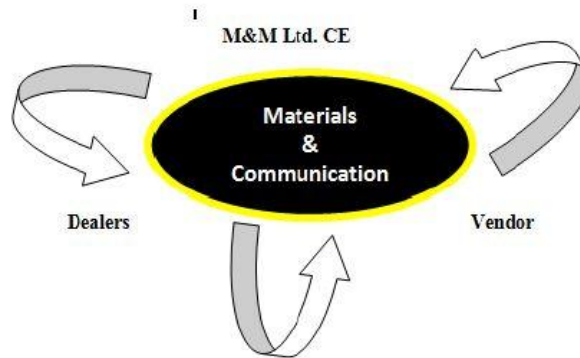 M&M Ltd. CE
Materials
&
Communication
Dealers
Vendor